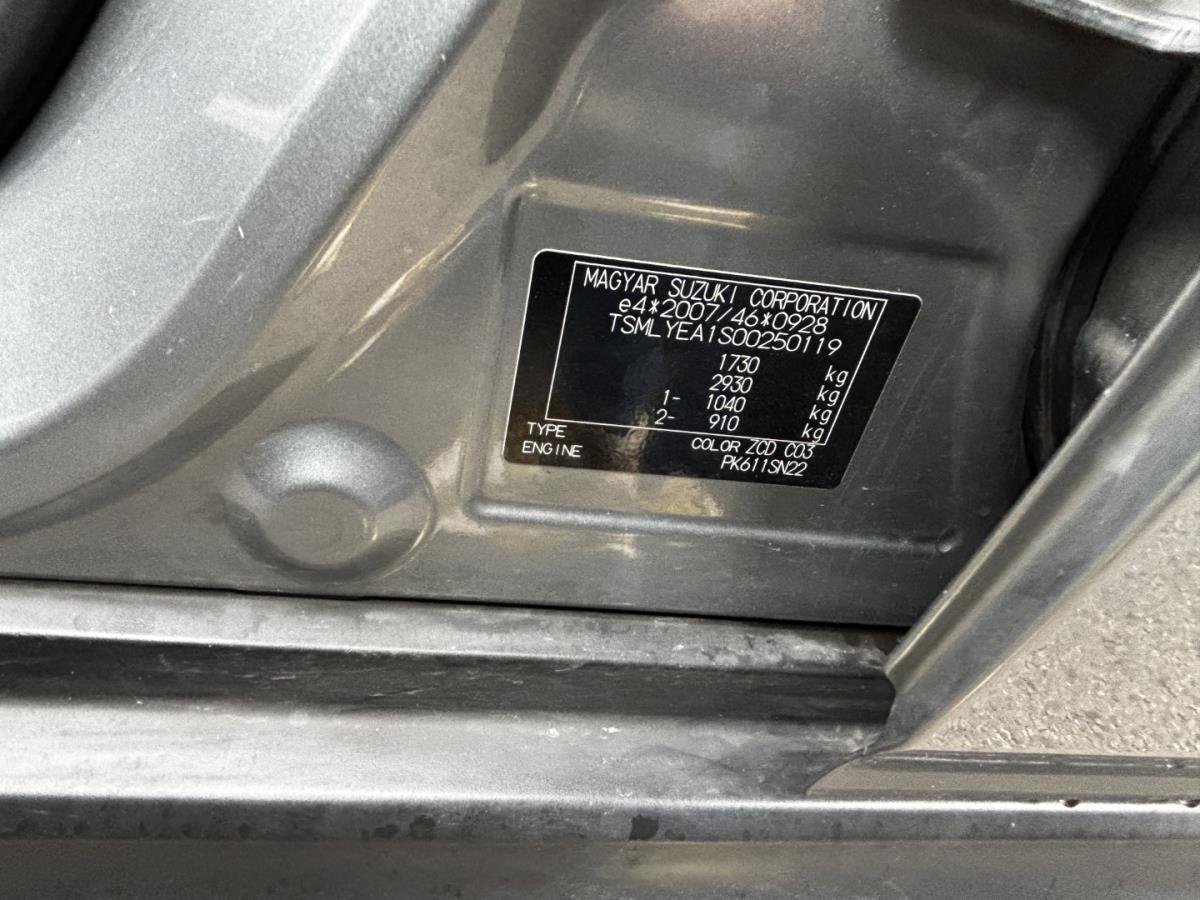 MAGYAR SUZUKI CORPORATION
e4*2007/46*0928
TSMLYEA1S00250119
1730 kg
2930 kg
1- 1040 kg
2- 910 kg
TYPE COLOR ZCD C03
ENGINE PK611SN22